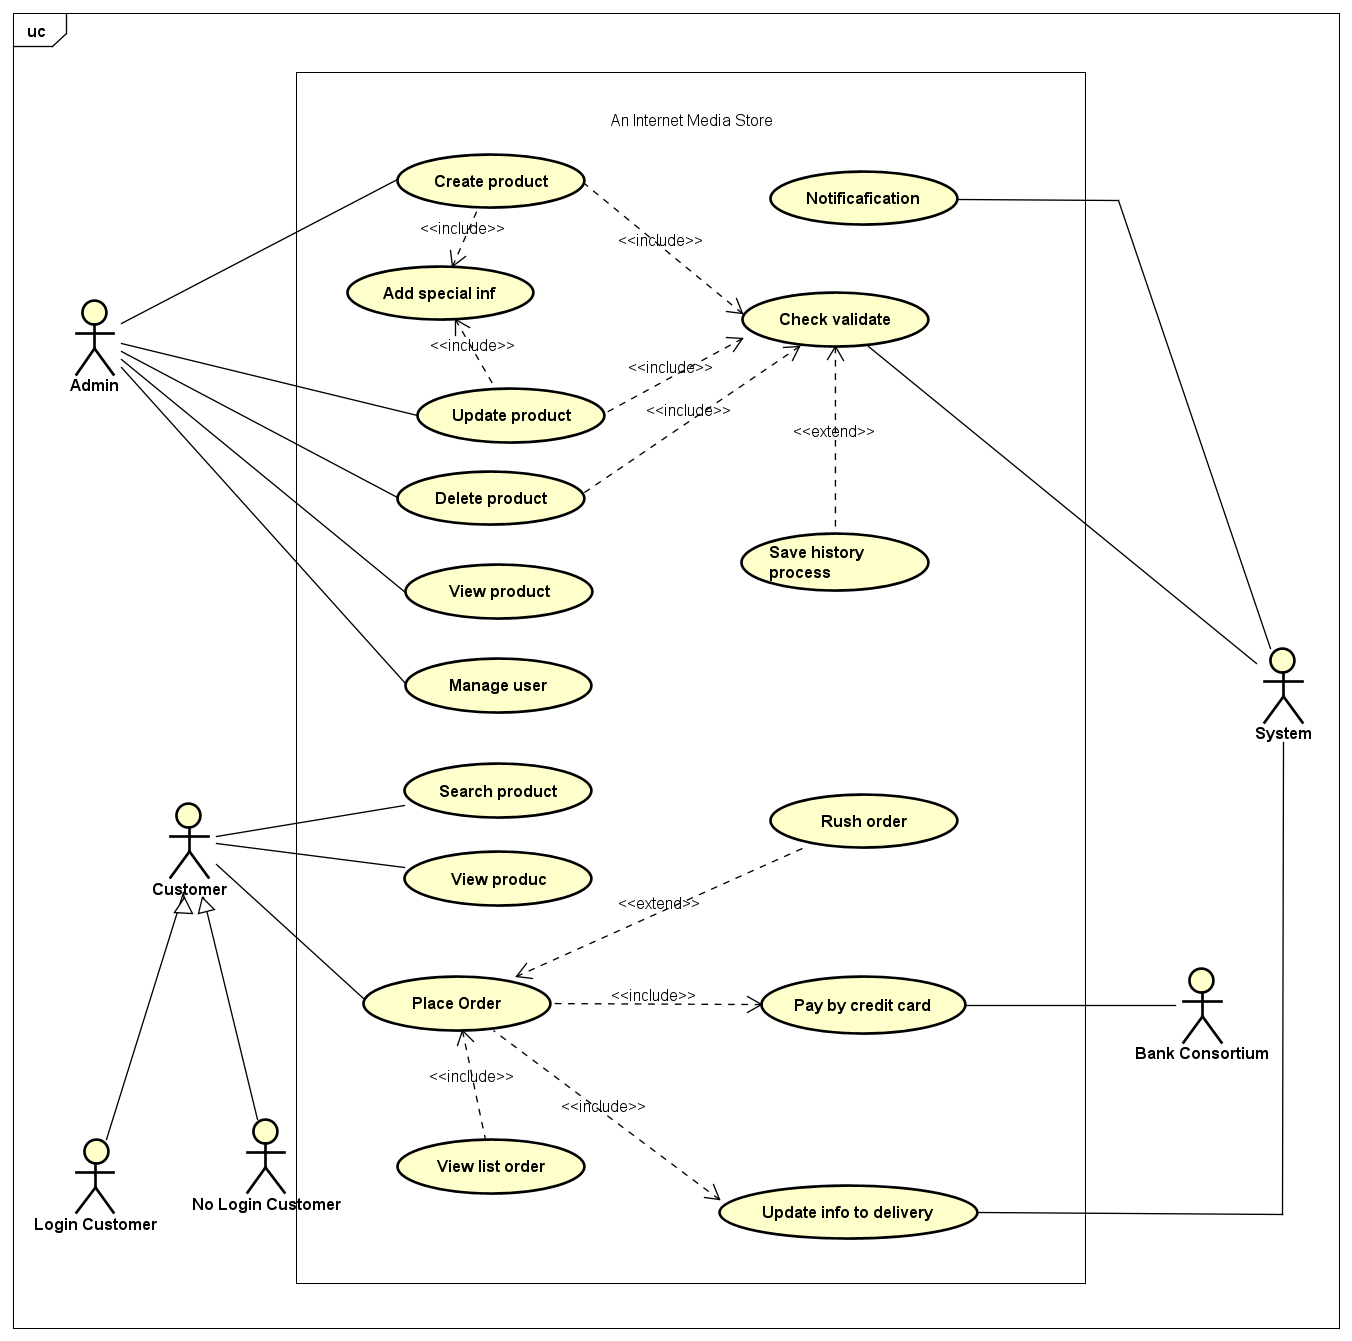 uc
An Internet Media Store
Create product
Notificafication
<<include>>
<<include>>
Add special inf
Check validate
<<include>>
<<include>>
Admin
<<include>>
Update product
<<extend>>
Delete product
Save history
process
View product
Manage user
System
Search product
Rush order
View produc
Customer
<<extend>>
Place Order
<<include>>
Pay by credit card
Bank Consortium
<<include>>
<<include>>
View list order
No Login Customer
Update info to delivery
Login Customer